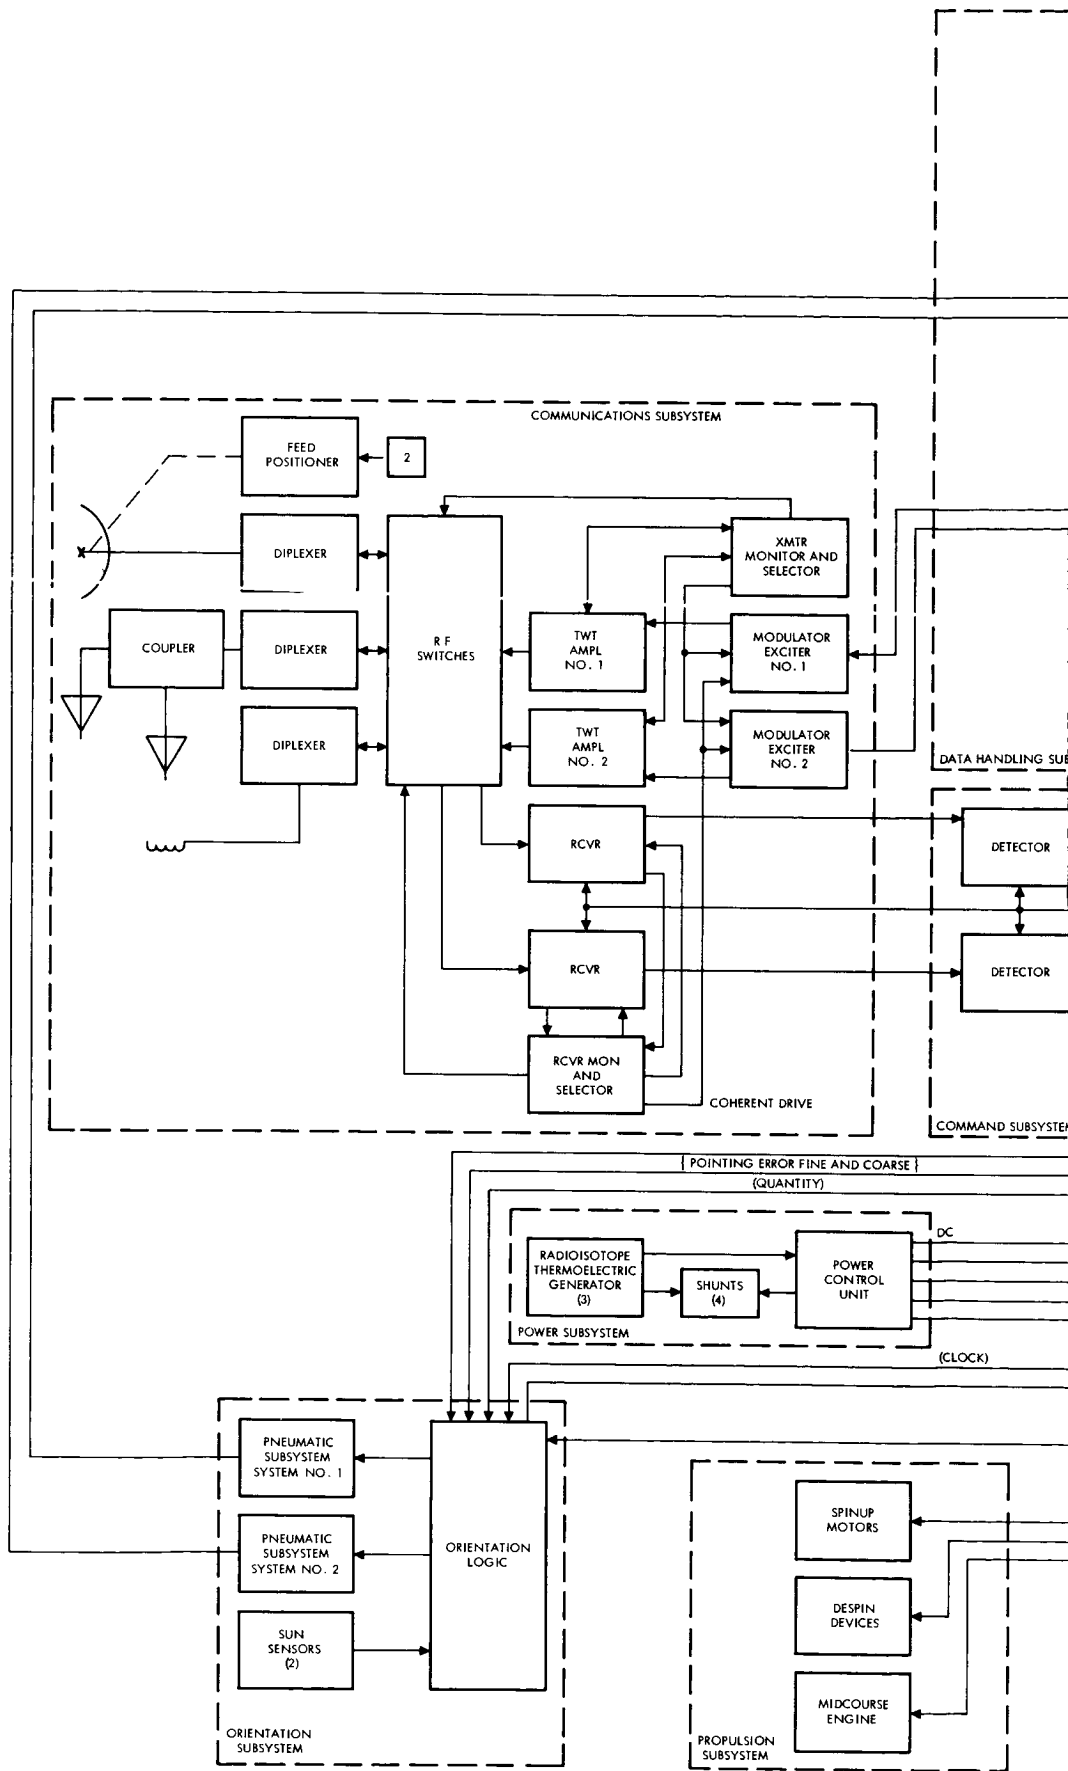 COMMUNICATIONS SUBSYSTEM
FEED
POSITIONER
2
DIPLEXER
XMTR
MONITOR AND
SELECTOR
COUPLER
DIPLEXER
R F
SWITCHES
TWT
AMPL
NO. 1
MODULATOR
EXCITER
NO. 1
DIPLEXER
TWT
AMPL
NO. 2
MODULATOR
EXCITER
NO. 2
DATA HANDLING SUB
RCVR
DETECTOR
RCVR
DETECTOR
RCVR MON
AND
SELECTOR
COHERENT DRIVE
COMMAND SUBSYSTEM
{ POINTING ERROR FINE AND COARSE }
(QUANTITY)
DC
RADIOISOTOPE
THERMOELECTRIC
GENERATOR
(3)
SHUNTS
(4)
POWER
CONTROL
UNIT
POWER SUBSYSTEM
(CLOCK)
PNEUMATIC
SUBSYSTEM
SYSTEM NO. 1
PNEUMATIC
SUBSYSTEM
SYSTEM NO. 2
ORIENTATION
LOGIC
SUN
SENSORS
(2)
ORIENTATION
SUBSYSTEM
SPINUP
MOTORS
DESPIN
DEVICES
MIDCOURSE
ENGINE
PROPULSION
SUBSYSTEM